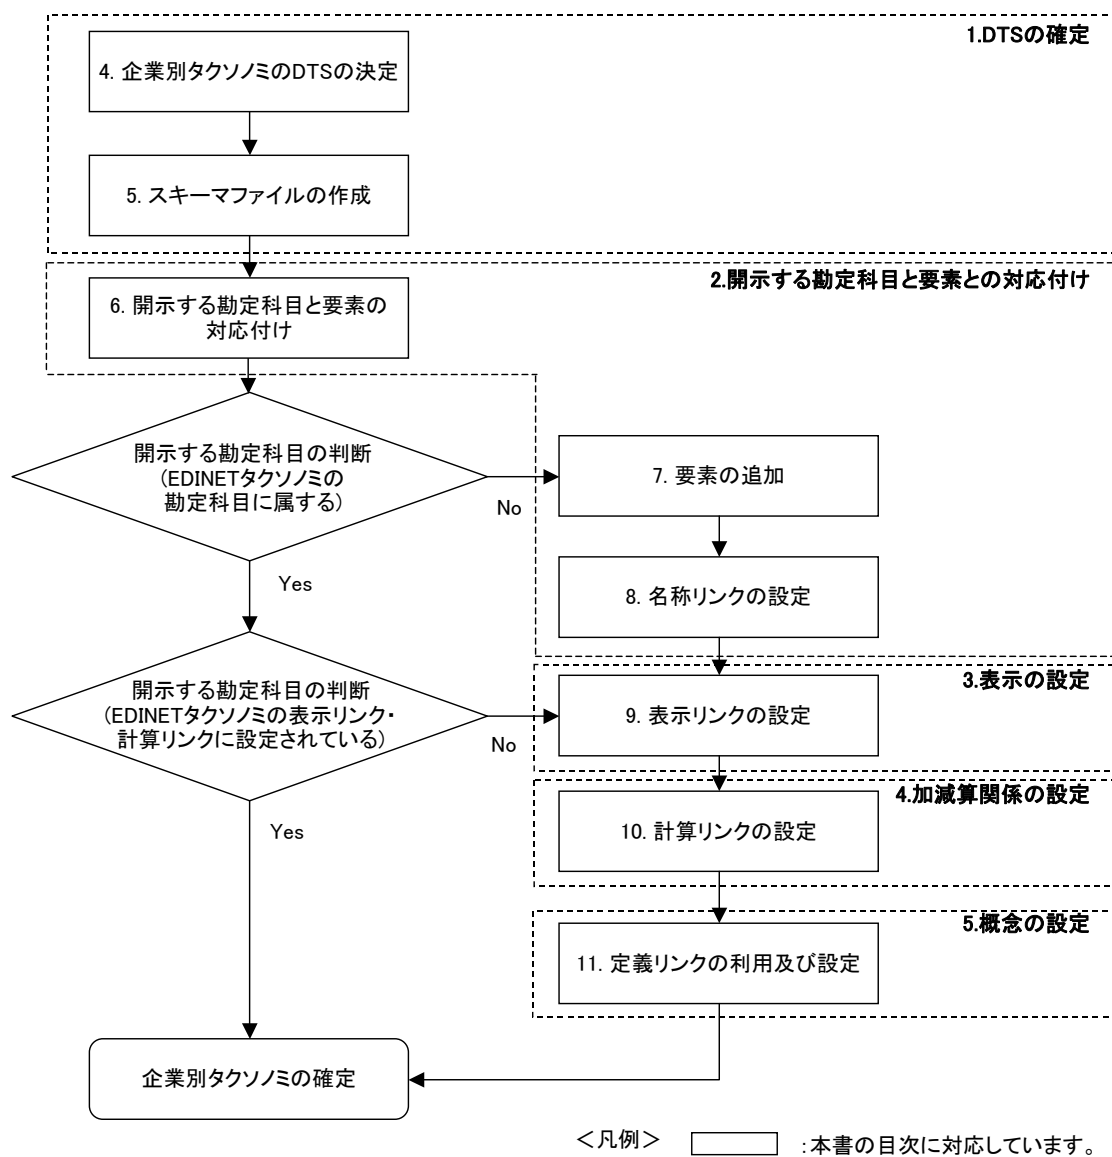 1.DTSの確定
4. 企業別タクソノミのDTSの決定
5. スキーマファイルの作成
2.開示する勘定科目と要素との対応付け
6. 開示する勘定科目と要素の
対応付け
開示する勘定科目の判断
(EDINETタクソノミの
勘定科目に属する)
No
Yes
7. 要素の追加
8. 名称リンクの設定
3.表示の設定
開示する勘定科目の判断
(EDINETタクソノミの表示リンク・
計算リンクに設定されている)
No
Yes
9. 表示リンクの設定
4.加減算関係の設定
10. 計算リンクの設定
5.概念の設定
11. 定義リンクの利用及び設定
企業別タクソノミの確定
＜凡例＞ :本書の目次に対応しています。